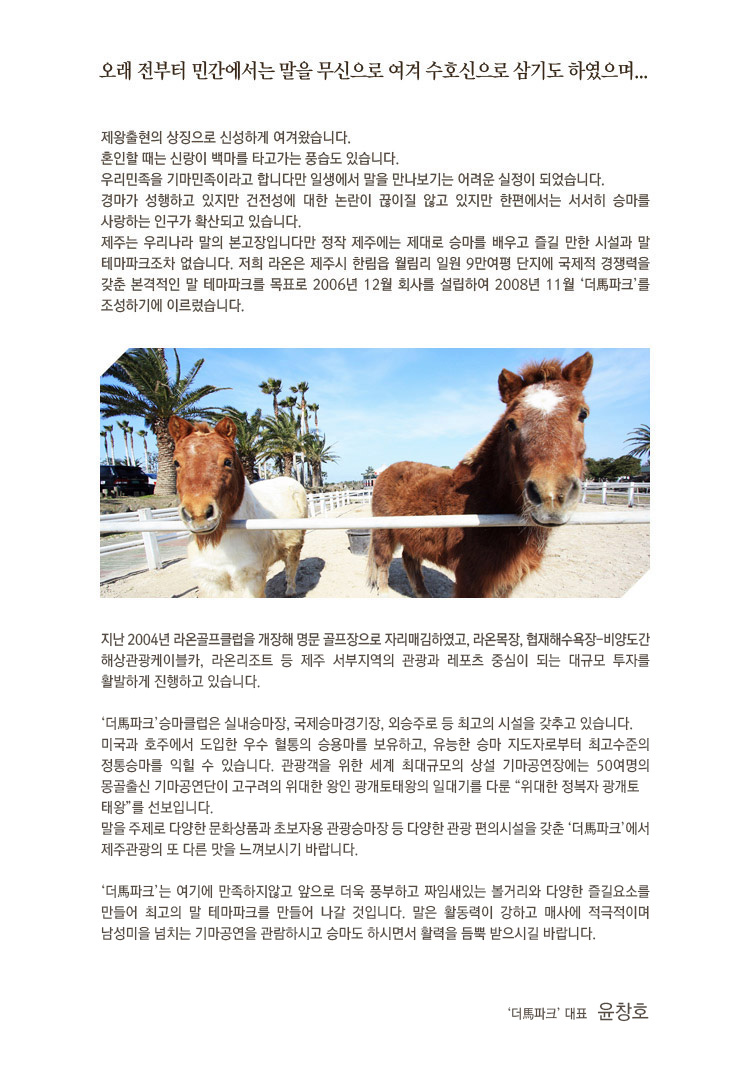 오래 전부터 민간에서는 말을 무신으로 여겨 수호신으로 삼기도 하였으며...
제왕출현의 상징으로 신성하게 여겨왔습니다.
혼인할 때는 신랑이 백마를 타고가는 풍습도 있습니다.
우리민족을 기마민족이라고 합니다만 일생에서 말을 만나보기는 어려운 실정이 되었습니다.
경마가 성행하고 있지만 건전성에 대한 논란이 끊이질 않고 있지만 한편에서는 서서히 승마를
사랑하는 인구가 확산되고 있습니다.
제주는 우리나라 말의 본고장입니다만 정작 제주에는 제대로 승마를 배우고 즐길 만한 시설과 말
테마파크조차 없습니다. 저희 라온은 제주시 한림읍 월림리 일원 9만여평 단지에 국제적 경쟁력을
갖춘 본격적인 말 테마파크를 목표로 2006년 12월 회사를 설립하여 2008년 11월 ‘더馬파크’를
조성하기에 이르렀습니다.
지난 2004년 라온골프클럽을 개장해 명문 골프장으로 자리매김하였고, 라온목장, 협재해수욕장-비양도간
해상관광케이블카, 라온리조트 등 제주 서부지역의 관광과 레포츠 중심이 되는 대규모 투자를
활발하게 진행하고 있습니다.
‘더馬파크’승마클럽은 실내승마장, 국제승마경기장, 외승주로 등 최고의 시설을 갖추고 있습니다.
미국과 호주에서 도입한 우수 혈통의 승용마를 보유하고, 유능한 승마 지도자로부터 최고수준의
정통승마를 익힐 수 있습니다. 관광객을 위한 세계 최대규모의 상설 기마공연장에는 50여명의
몽골출신 기마공연단이 고구려의 위대한 왕인 광개토태왕의 일대기를 다룬 “위대한 정복자 광개토
태왕”를 선보입니다.
말을 주제로 다양한 문화상품과 초보자용 관광승마장 등 다양한 관광 편의시설을 갖춘 ‘더馬파크’에서
제주관광의 또 다른 맛을 느껴보시기 바랍니다.
‘더馬파크’는 여기에 만족하지않고 앞으로 더욱 풍부하고 짜임새있는 볼거리와 다양한 즐길요소를
만들어 최고의 말 테마파크를 만들어 나갈 것입니다. 말은 활동력이 강하고 매사에 적극적이며
남성미을 넘치는 기마공연을 관람하시고 승마도 하시면서 활력을 듬뿍 받으시길 바랍니다.
‘더馬파크’ 대표 윤창호